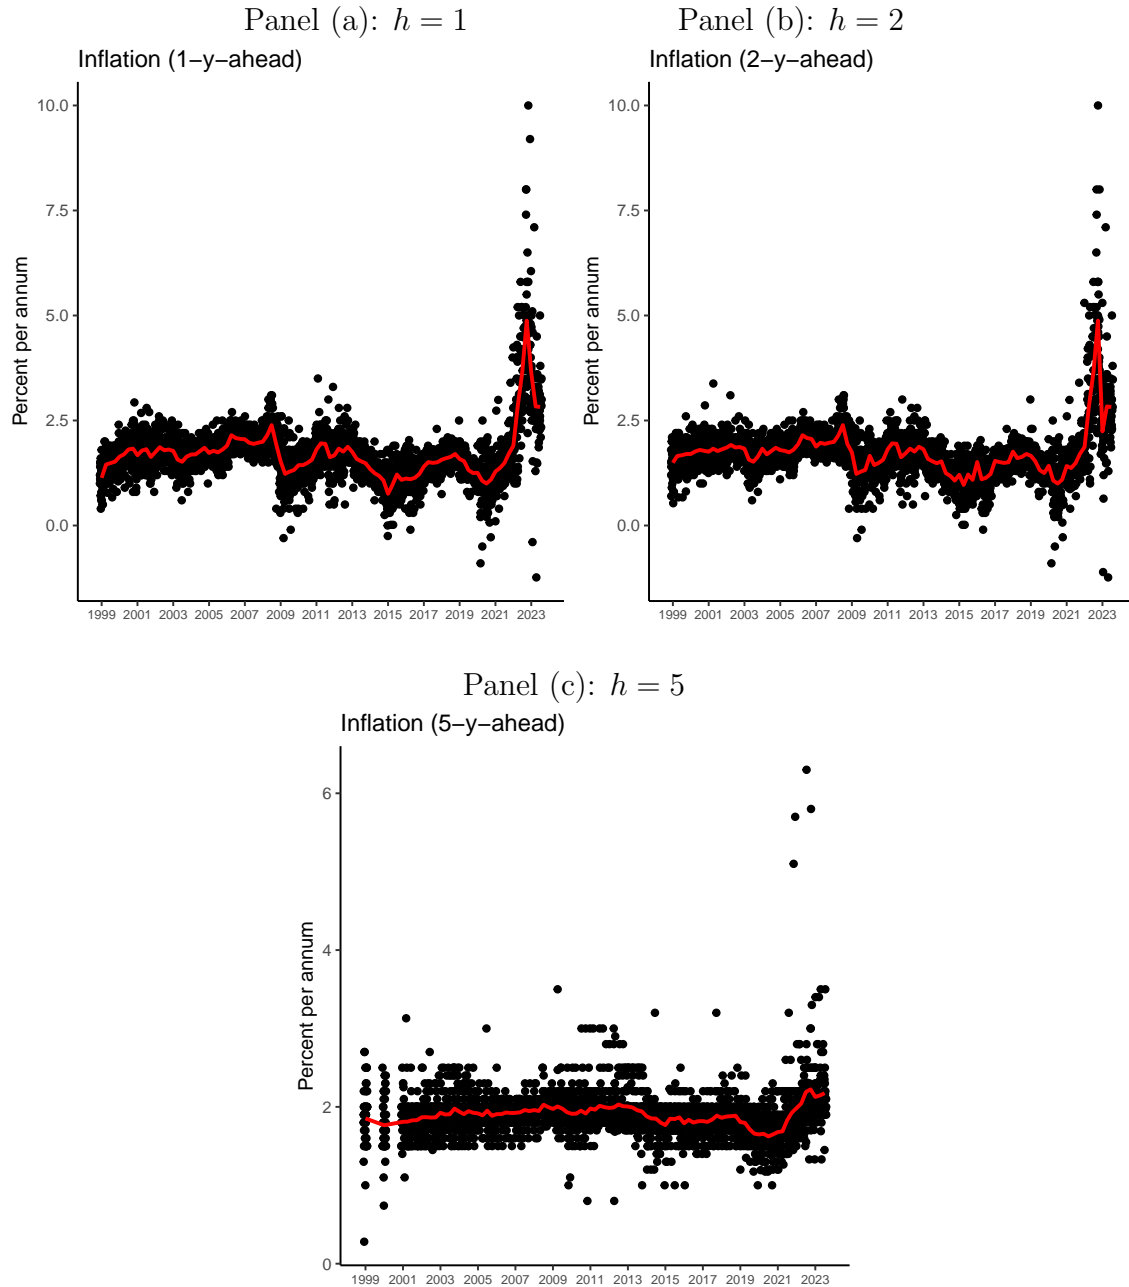 Panel (a): h = 1
Inflation (1−y−ahead)
Percent per annum
10.0
7.5
5.0
2.5
0.0
1999 2001 2003 2005 2007 2009 2011 2013 2015 2017 2019 2021 2023
Panel (b): h = 2
Inflation (2−y−ahead)
Percent per annum
10.0
7.5
5.0
2.5
0.0
1999 2001 2003 2005 2007 2009 2011 2013 2015 2017 2019 2021 2023
Panel (c): h = 5
Inflation (5−y−ahead)
Percent per annum
6
4
2
0
1999 2001 2003 2005 2007 2009 2011 2013 2015 2017 2019 2021 2023